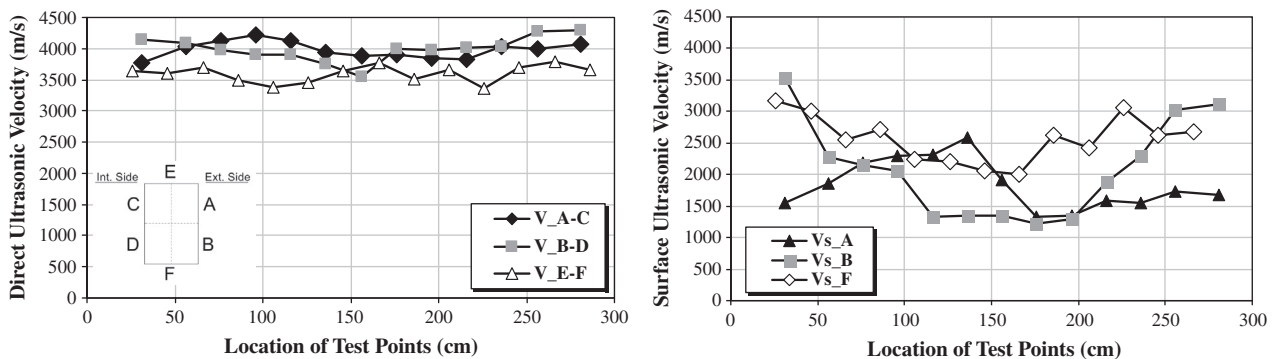 Direct Ultrasonic Velocity (m/s)
4500
4000
3500
3000
2500
2000
1500
1000
500
0
0 50 100 150 200 250 300
Location of Test Points (cm)
E
Int. Side Ext. Side
C A
D B
F
V_A-C
V_B-D
V_E-F
Surface Ultrasonic Velocity (m/s)
4500
4000
3500
3000
2500
2000
1500
1000
500
0
0 50 100 150 200 250 300
Location of Test Points (cm)
Vs_A
Vs_B
Vs_F